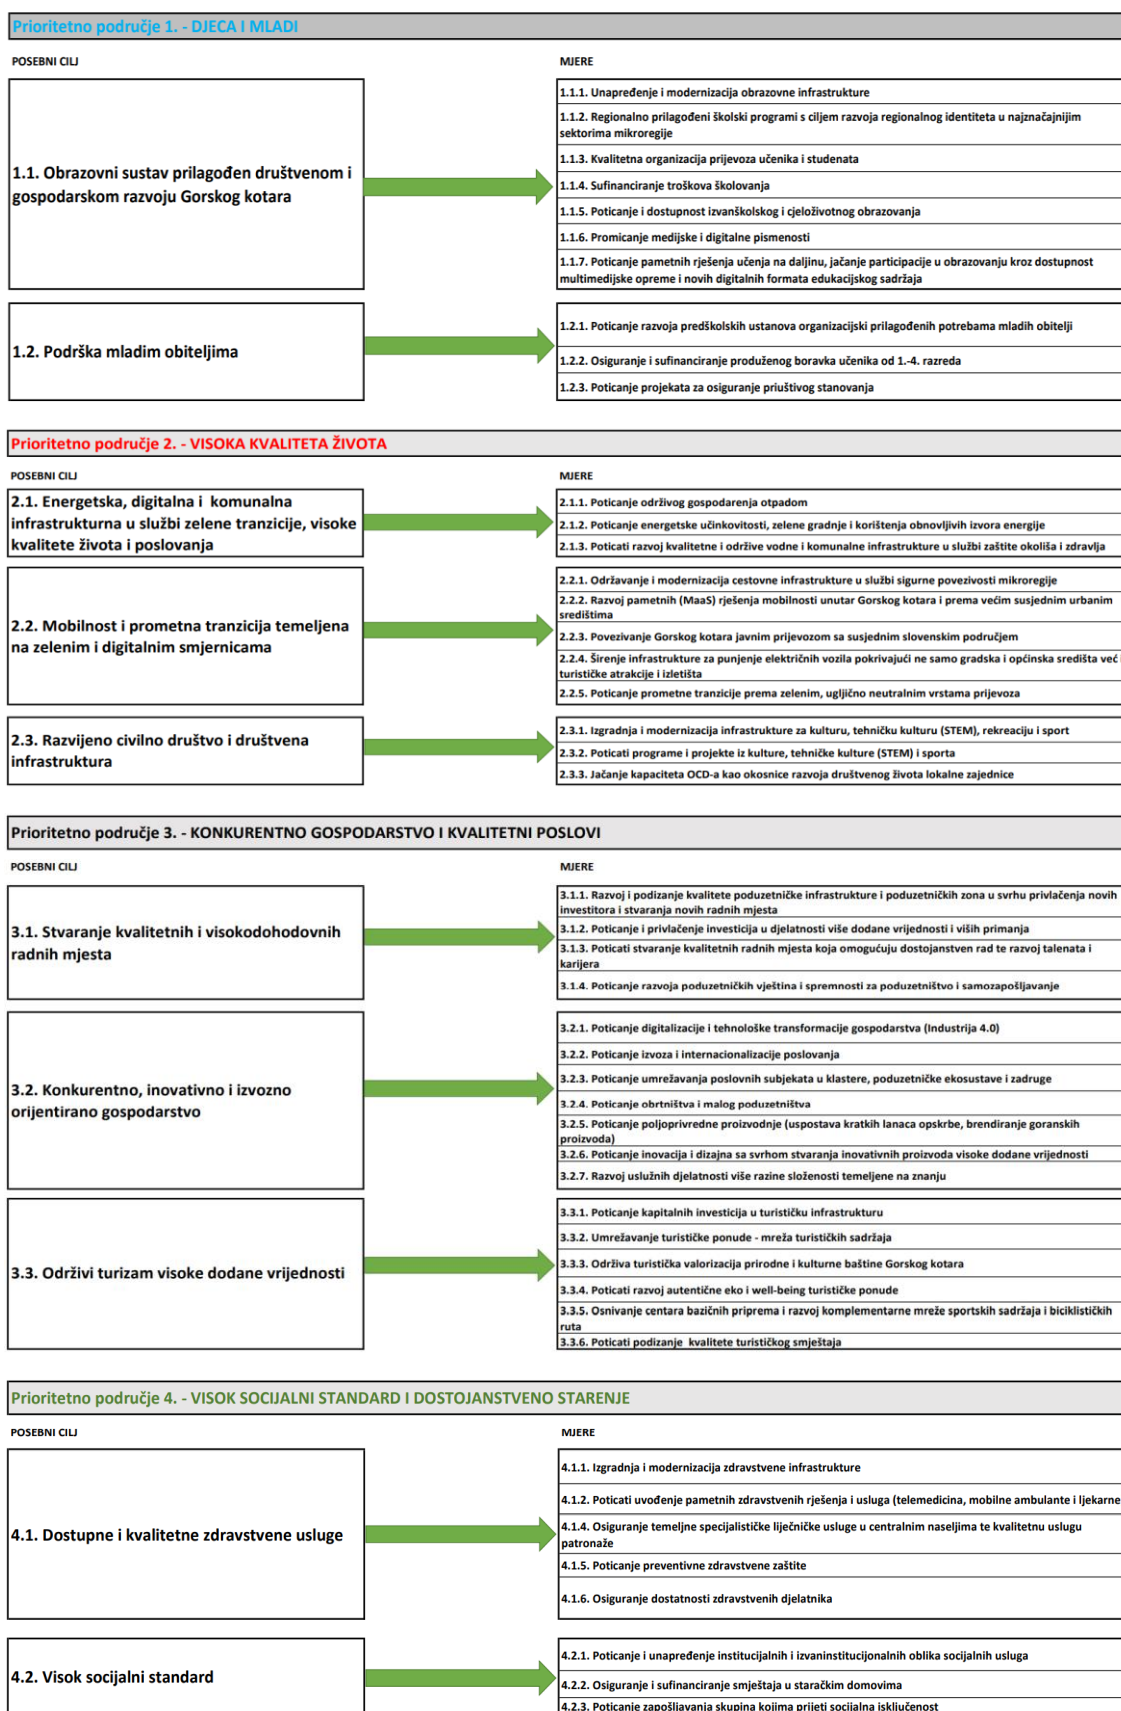 Prioritetno područje 1. - DJECA I MLADI
POSEBNI CILJ
MJERE
1.1. Obrazovni sustav prilagođen društvenom i
gospodarskom razvoju Gorskog kotara
1.1.1. Unapređenje i modernizacija obrazovne infrastrukture
1.1.2. Regionalno prilagođeni školski programi s ciljem razvoja regionalnog identiteta u najznačajnijim
sektorima mikroregije
1.1.3. Kvalitetna organizacija prijevoza učenika i studenata
1.1.4. Sufinanciranje troškova školovanja
1.1.5. Poticanje i dostupnost izvanškolskog i cjeloživotnog obrazovanja
1.1.6. Promicanje medijske i digitalne pismenosti
1.1.7. Poticanje pametnih rješenja učenja na daljinu, jačanje participacije u obrazovanju kroz dostupnost
multimedijske opreme i novih digitalnih formata edukacijskog sadržaja
1.2. Podrška mladim obiteljima
1.2.1. Poticanje razvoja predškolskih ustanova organizacijski prilagođenih potrebama mladih obitelji
1.2.2. Osiguranje i sufinanciranje produženog boravka učenika od 1.-4. razreda
1.2.3. Poticanje projekata za osiguranje priuštivog stanovanja
Prioritetno područje 2. - VISOKA KVALITETA ŽIVOTA
POSEBNI CILJ
MJERE
2.1. Energetska, digitalna i komunalna
infrastrukturna u službi zelene tranzicije, visoke
kvalitete života i poslovanja
2.1.1. Poticanje održivog gospodarenja otpadom
2.1.2. Poticanje energetske učinkovitosti, zelene gradnje i korištenja obnovljivih izvora energije
2.1.3. Poticati razvoj kvalitetne i održive vodne i komunalne infrastrukture u službi zaštite okoliša i zdravlja
2.2. Mobilnost i prometna tranzicija temeljena
na zelenim i digitalnim smjernicama
2.2.1. Održavanje i modernizacija cestovne infrastrukture u službi sigurne povezivosti mikroregije
2.2.2. Razvoj pametnih (MaaS) rješenja mobilnosti unutar Gorskog kotara i prema većim susjednim urbanim
središtima
2.2.3. Povezivanje Gorskog kotara javnim prijevozom sa susjednim slovenskim područjem
2.2.4. Širenje infrastrukture za punjenje električnih vozila pokrivajući ne samo gradska i općinska središta već i
turističke atrakcije i izletišta
2.2.5. Poticanje prometne tranzicije prema zelenim, ugljično neutralnim vrstama prijevoza
2.3. Razvijeno civilno društvo i društvena
infrastruktura
2.3.1. Izgradnja i modernizacija infrastrukture za kulturu, tehničku kulturu (STEM), rekreaciju i sport
2.3.2. Poticati programe i projekte iz kulture, tehničke kulture (STEM) i sporta
2.3.3. Jačanje kapaciteta OCD-a kao okosnice razvoja društvenog života lokalne zajednice
Prioritetno područje 3. - KONKURENTNO GOSPODARSTVO I KVALITETNI POSLOVI
POSEBNI CILJ
MJERE
3.1. Stvaranje kvalitetnih i visokodohodovnih
radnih mjesta
3.1.1. Razvoj i podizanje kvalitete poduzetničke infrastrukture i poduzetničkih zona u svrhu privlačenja novih
investitora i stvaranja novih radnih mjesta
3.1.2. Poticanje i privlačenje investicija u djelatnosti više dodane vrijednosti i viših primanja
3.1.3. Poticati stvaranje kvalitetnih radnih mjesta koja omogućuju dostojanstven rad te razvoj talenata i
karijera
3.1.4. Poticanje razvoja poduzetničkih vještina i spremnosti za poduzetništvo i samozapošljavanje
3.2. Konkurentno, inovativno i izvozno
orijentirano gospodarstvo
3.2.1. Poticanje digitalizacije i tehnološke transformacije gospodarstva (Industrija 4.0)
3.2.2. Poticanje izvoza i internacionalizacije poslovanja
3.2.3. Poticanje umrežavanja poslovnih subjekata u klastere, poduzetničke ekosustave i zadruge
3.2.4. Poticanje obrtništva i malog poduzetništva
3.2.5. Poticanje poljoprivredne proizvodnje (uspostava kratkih lanaca opskrbe, brendiranje goranskih
proizvoda)
3.2.6. Poticanje inovacija i dizajna sa svrhom stvaranja inovativnih proizvoda visoke dodane vrijednosti
3.2.7. Razvoj uslužnih djelatnosti više razine složenosti temeljene na znanju
3.3. Održivi turizam visoke dodane vrijednosti
3.3.1. Poticanje kapitalnih investicija u turističku infrastrukturu
3.3.2. Umrežavanje turističke ponude - mreža turističkih sadržaja
3.3.3. Održiva turistička valorizacija prirodne i kulturne baštine Gorskog kotara
3.3.4. Poticati razvoj autentične eko i well-being turističke ponude
3.3.5. Osnivanje centara bazičnih priprema i razvoj komplementarne mreže sportskih sadržaja i biciklističkih
ruta
3.3.6. Poticati podizanje kvalitete turističkog smještaja
Prioritetno područje 4. - VISOK SOCIJALNI STANDARD I DOSTOJANSTVENO STARENJE
POSEBNI CILJ
MJERE
4.1. Dostupne i kvalitetne zdravstvene usluge
4.1.1. Izgradnja i modernizacija zdravstvene infrastrukture
4.1.2. Poticati uvođenje pametnih zdravstvenih rješenja i usluga (telemedicina, mobilne ambulante i ljekarne
4.1.4. Osiguranje temeljne specijalističke liječničke usluge u centralnim naseljima te kvalitetnu uslugu
patronaže
4.1.5. Poticanje preventivne zdravstvene zaštite
4.1.6. Osiguranje dostatnosti zdravstvenih djelatnika
4.2. Visok socijalni standard
4.2.1. Poticanje i unapređenje institucijalnih i izvaninstitucijonalnih oblika socijalnih usluga
4.2.2. Osiguranje i sufinanciranje smještaja u staračkim domovima
4.2.3. Poticanje zapošljavanja skupina kojima prijeti socijalna isključenost